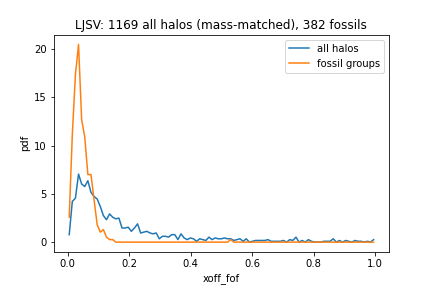 LJSV: 1169 all halos (mass-matched), 382 fossils
all halos
fossil groups
pdf
20
15
10
5
0
0.0 0.2 0.4 0.6 0.8 1.0
xoff_fof